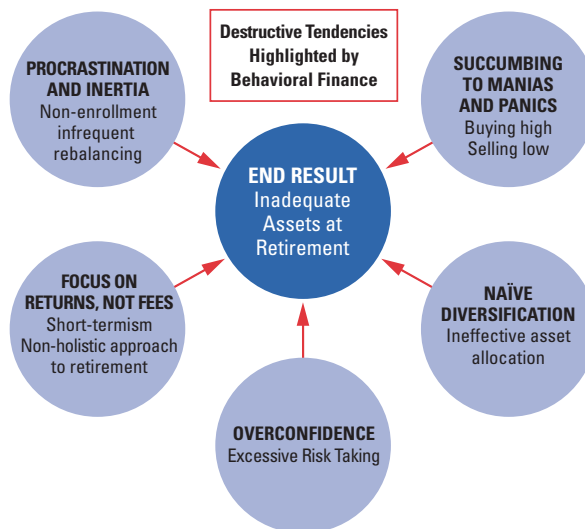 Destructive Tendencies
Highlighted by
Behavioral Finance
PROCRASTINATION
AND INERTIA
Non-enrollment
infrequent
rebalancing
SUCCUMBING
TO MANIAS
AND PANICS
Buying high
Selling low
END RESULT
Inadequate
Assets at
Retirement
FOCUS ON
RETURNS, NOT FEES
Short-termism
Non-holistic approach
to retirement
NAÏVE
DIVERSIFICATION
Ineffective asset
allocation
OVERCONFIDENCE
Excessive Risk Taking